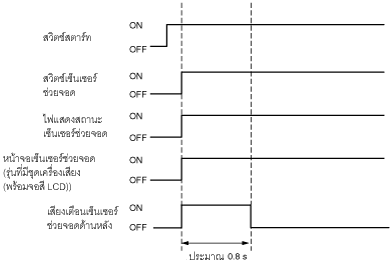 ON
สวิตช์สตาร์ท
OFF
ON
สวิตช์เซ็นเซอร์
ช่วยจอด
OFF
ON
ไฟแสดงสถานะ
เซ็นเซอร์ช่วยจอด
OFF
หน้าจอเซ็นเซอร์ช่วยจอด
ON
(รุ่นที่มีชุดเครื่องเสียง
(พร้อมจอสี LCD))
OFF
เสียงเตือนเซ็นเซอร์
ON
ช่วยจอดด้านหลัง
OFF
ประมาณ 0.8 s